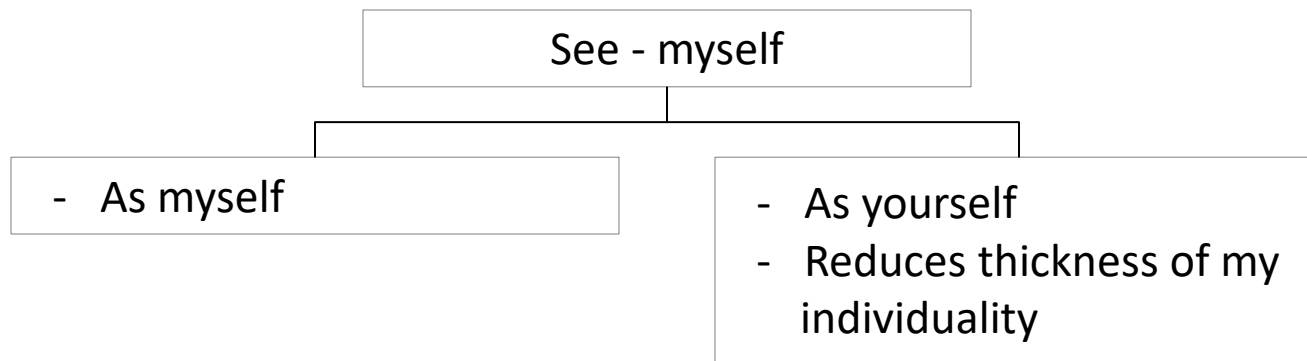 See - myself
- As myself
- As yourself
- Reduces thickness of my
individuality